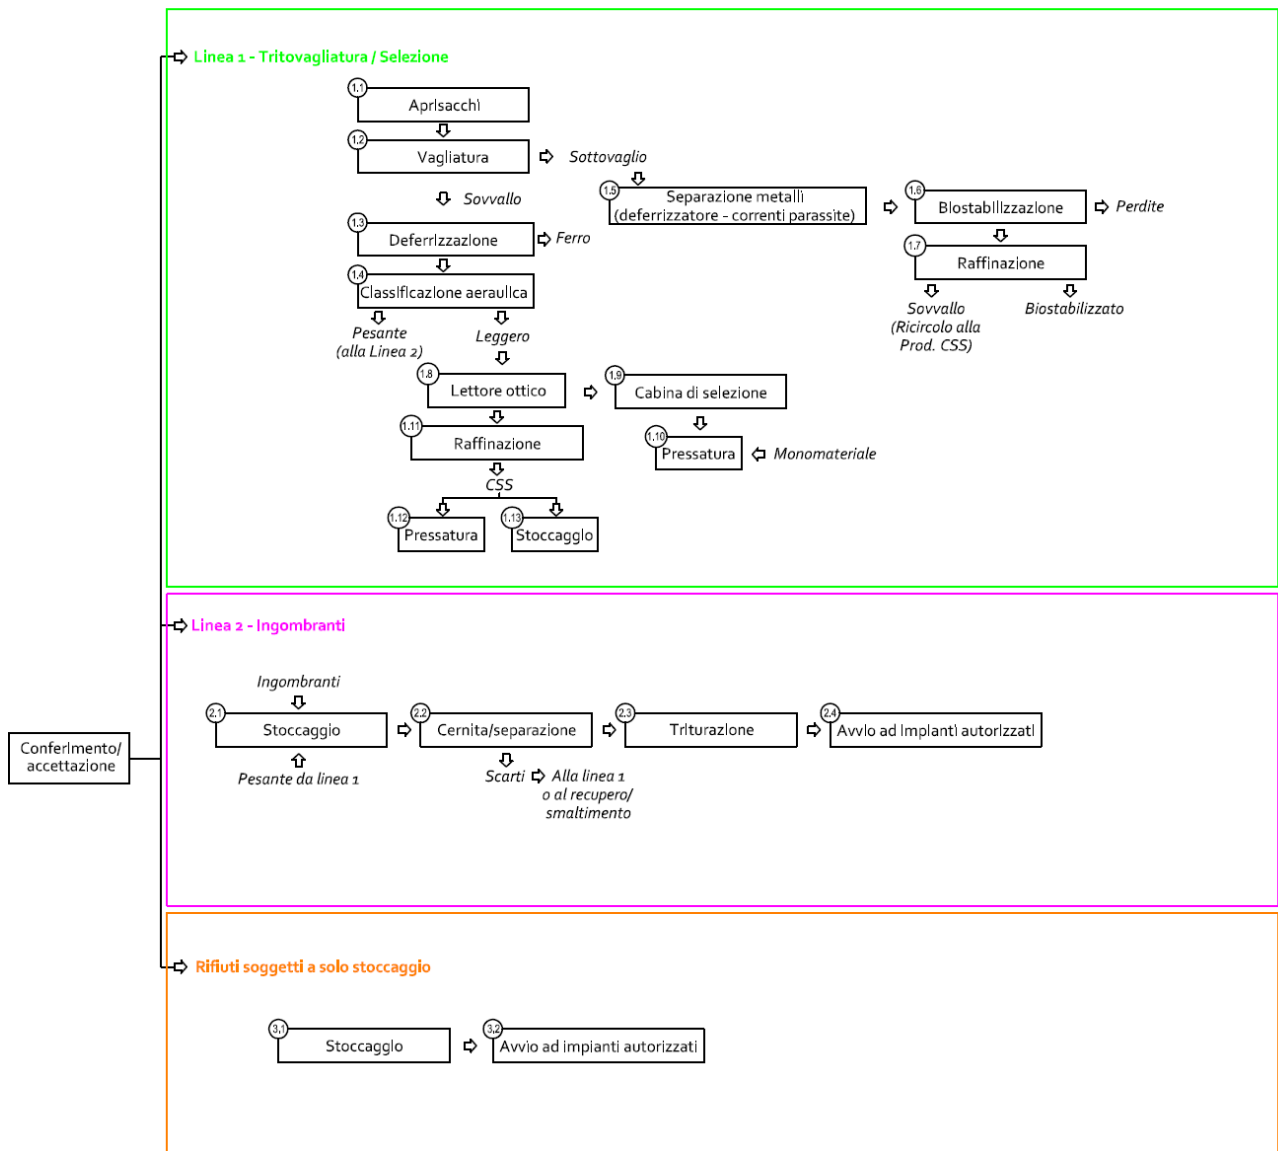 Linea 1 - Tritovagliatura / Selezione
1.1
Aprisacchi
1.2
Vagliatura
Sottovaglio
Sovvallo
1.5
Separazione metalli
(deferrizzatore - correnti parassite)
1.6
Biostabilizzazione
Perdite
1.3
Deferrizzazione
Ferro
1.7
Raffinazione
1.4
Classificazione aeraulica
Sovvallo
(Ricircolo alla
Prod. CSS)
Biostabilizzato
Pesante
(alla Linea 2)
Leggero
1.8
Lettore ottico
1.9
Cabina di selezione
1.11
Raffinazione
1.10
Pressatura
Monomateriale
CSS
1.12
Pressatura
1.13
Stoccaggio
Linea 2 - Ingombranti
Ingombranti
2.1
Stoccaggio
2.2
Cernita/separazione
2.3
Triturazione
2.4
Avvio ad impianti autorizzati
Conferimento/
accettazione
Pesante da linea 1
Scarti
Alla linea 1
o al recupero/
smaltimento
Rifiuti soggetti a solo stoccaggio
3.1
Stoccaggio
3.2
Avvio ad impianti autorizzati